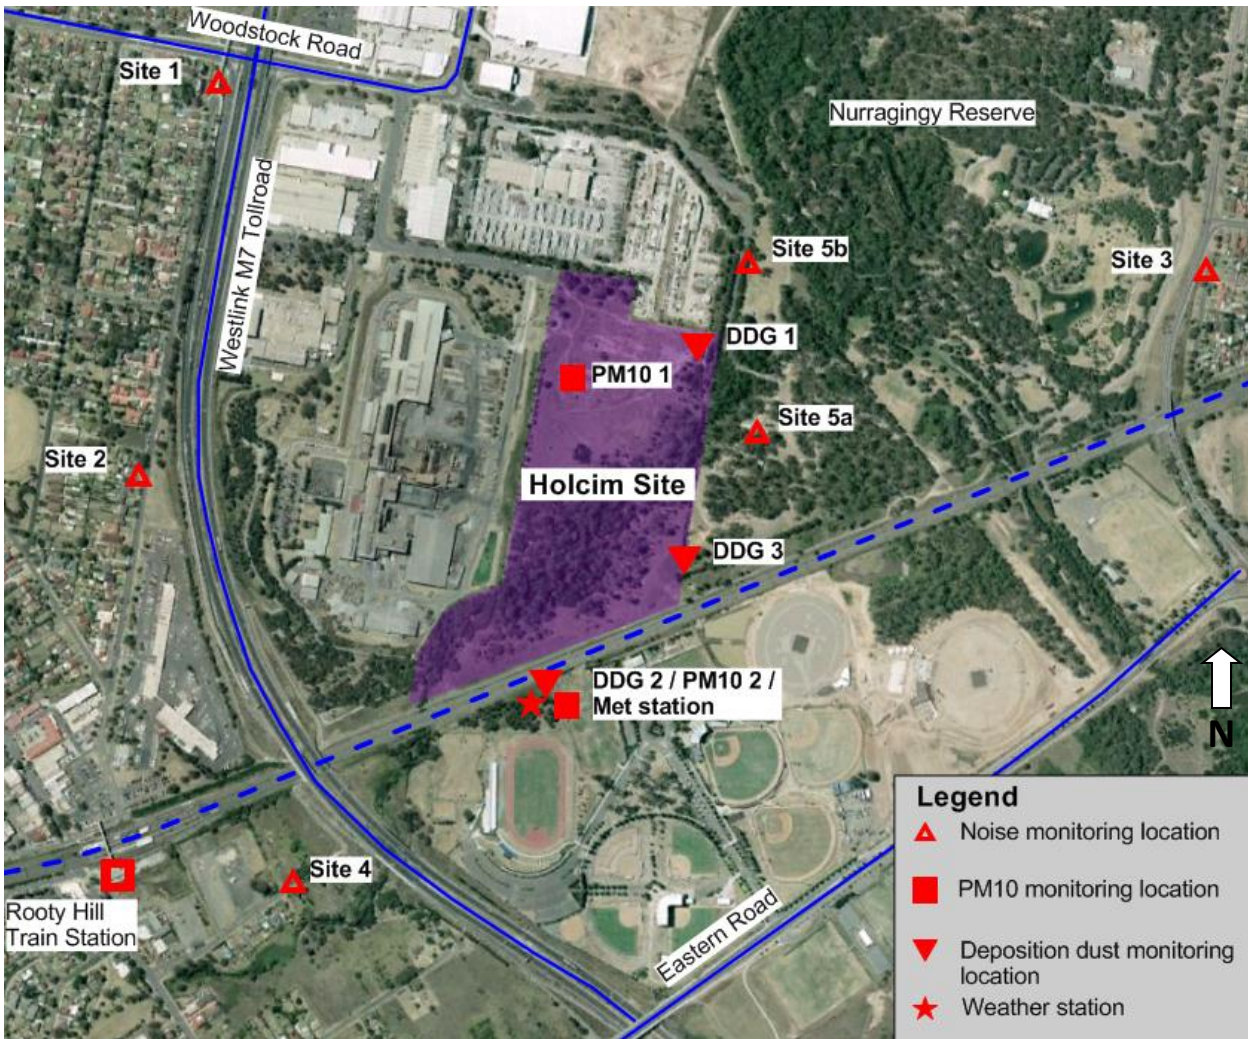 Woodstock Road
Site 1
Nurragingy Reserve
Westlink M7 Tollroad
Site 5b
Site 3
DDG 1
PM10 1
Site 5a
Site 2
Holcim Site
DDG 3
DDG 2 / PM10 2 /
Met station
N
Legend
Noise monitoring location
PM10 monitoring location
Deposition dust monitoring
location
Weather station
Site 4
Rooty Hill
Train Station
Eastern Road